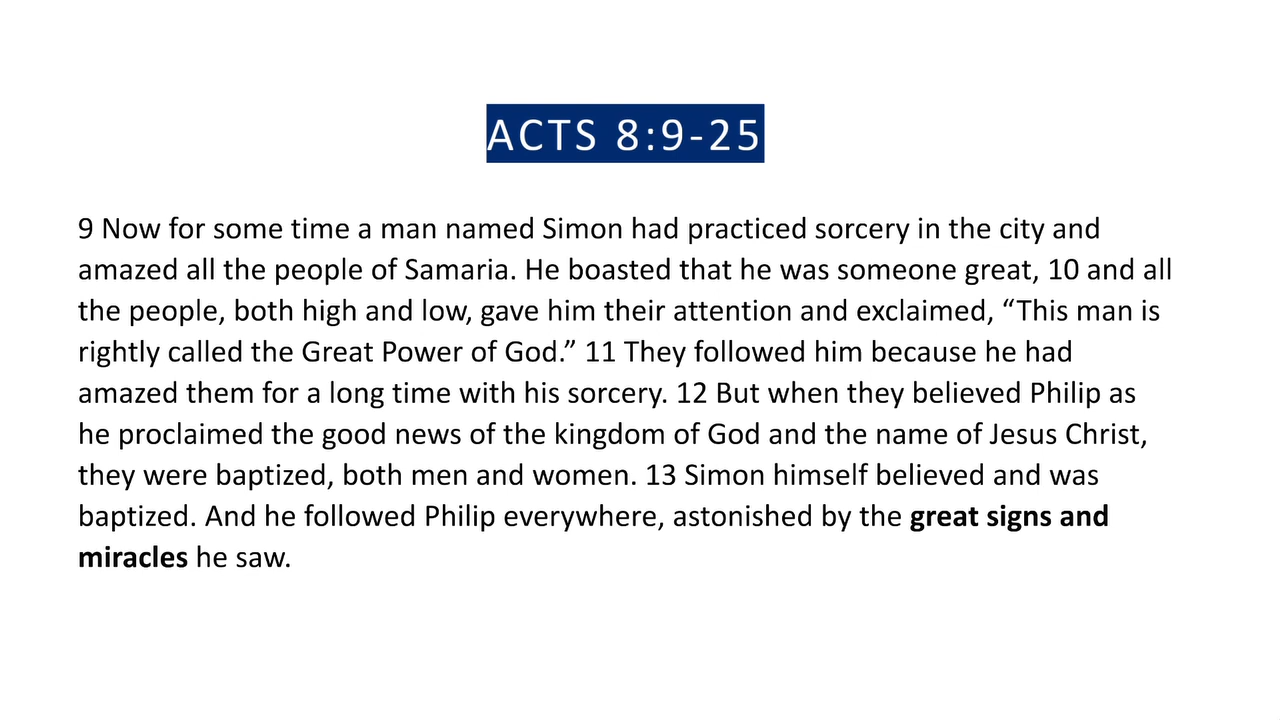 ACTS 8:9-25
9 Now for some time a man named Simon had practiced sorcery in the city and
amazed all the people of Samaria. He boasted that he was someone great, 10 and all
the people, both high and low, gave him their attention and exclaimed, “This man is
rightly called the Great Power of God.” 11 They followed him because he had
amazed them for a long time with his sorcery. 12 But when they believed Philip as
he proclaimed the good news of the kingdom of God and the name of Jesus Christ,
they were baptized, both men and women. 13 Simon himself believed and was
baptized. And he followed Philip everywhere, astonished by the great signs and
miracles he saw.